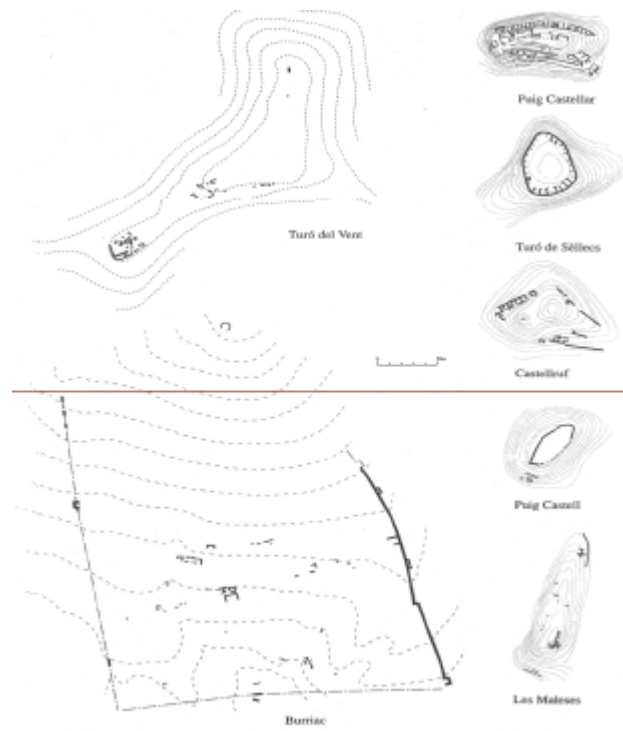 Puig Castellar
Turó del Vent
Turó de Sèllecs
Castellruf
Puig Castell
Les Maleses
Burriac